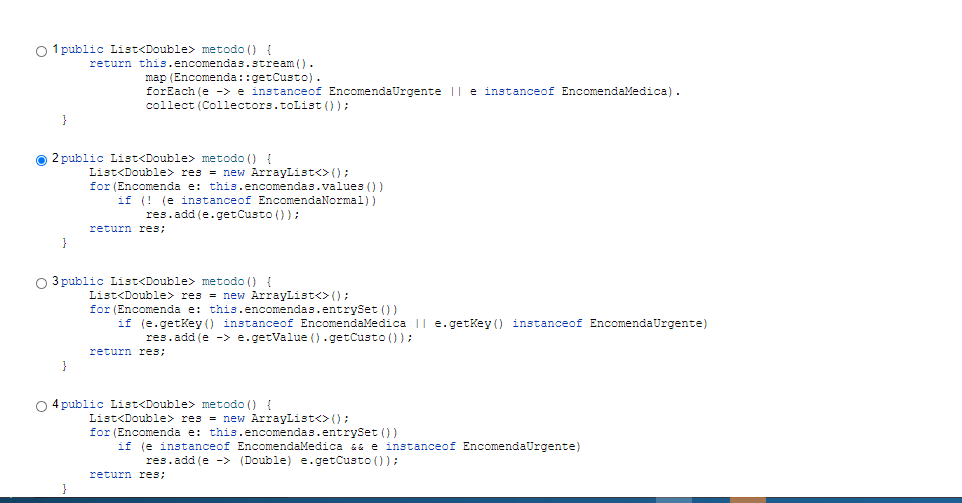 1 public List<Double> metodo() {
return this.encomendas.stream().
map(Encomenda::getCusto).
forEach(e -> e instanceof EncomendaUrgente || e instanceof EncomendaMedica).
collect(Collectors.toList());
}
2 public List<Double> metodo() {
List<Double> res = new ArrayList<>();
for(Encomenda e: this.encomendas.values())
if (! (e instanceof EncomendaNormal))
res.add(e.getCusto());
return res;
}
3 public List<Double> metodo() {
List<Double> res = new ArrayList<>();
for(Encomenda e: this.encomendas.entrySet())
if (e.getKey() instanceof EncomendaMedica || e.getKey() instanceof EncomendaUrgente)
res.add(e -> e.getValue().getCusto());
return res;
}
4 public List<Double> metodo() {
List<Double> res = new ArrayList<>();
for(Encomenda e: this.encomendas.entrySet())
if (e instanceof EncomendaMedica && e instanceof EncomendaUrgente)
res.add(e -> (Double) e.getCusto());
return res;
}